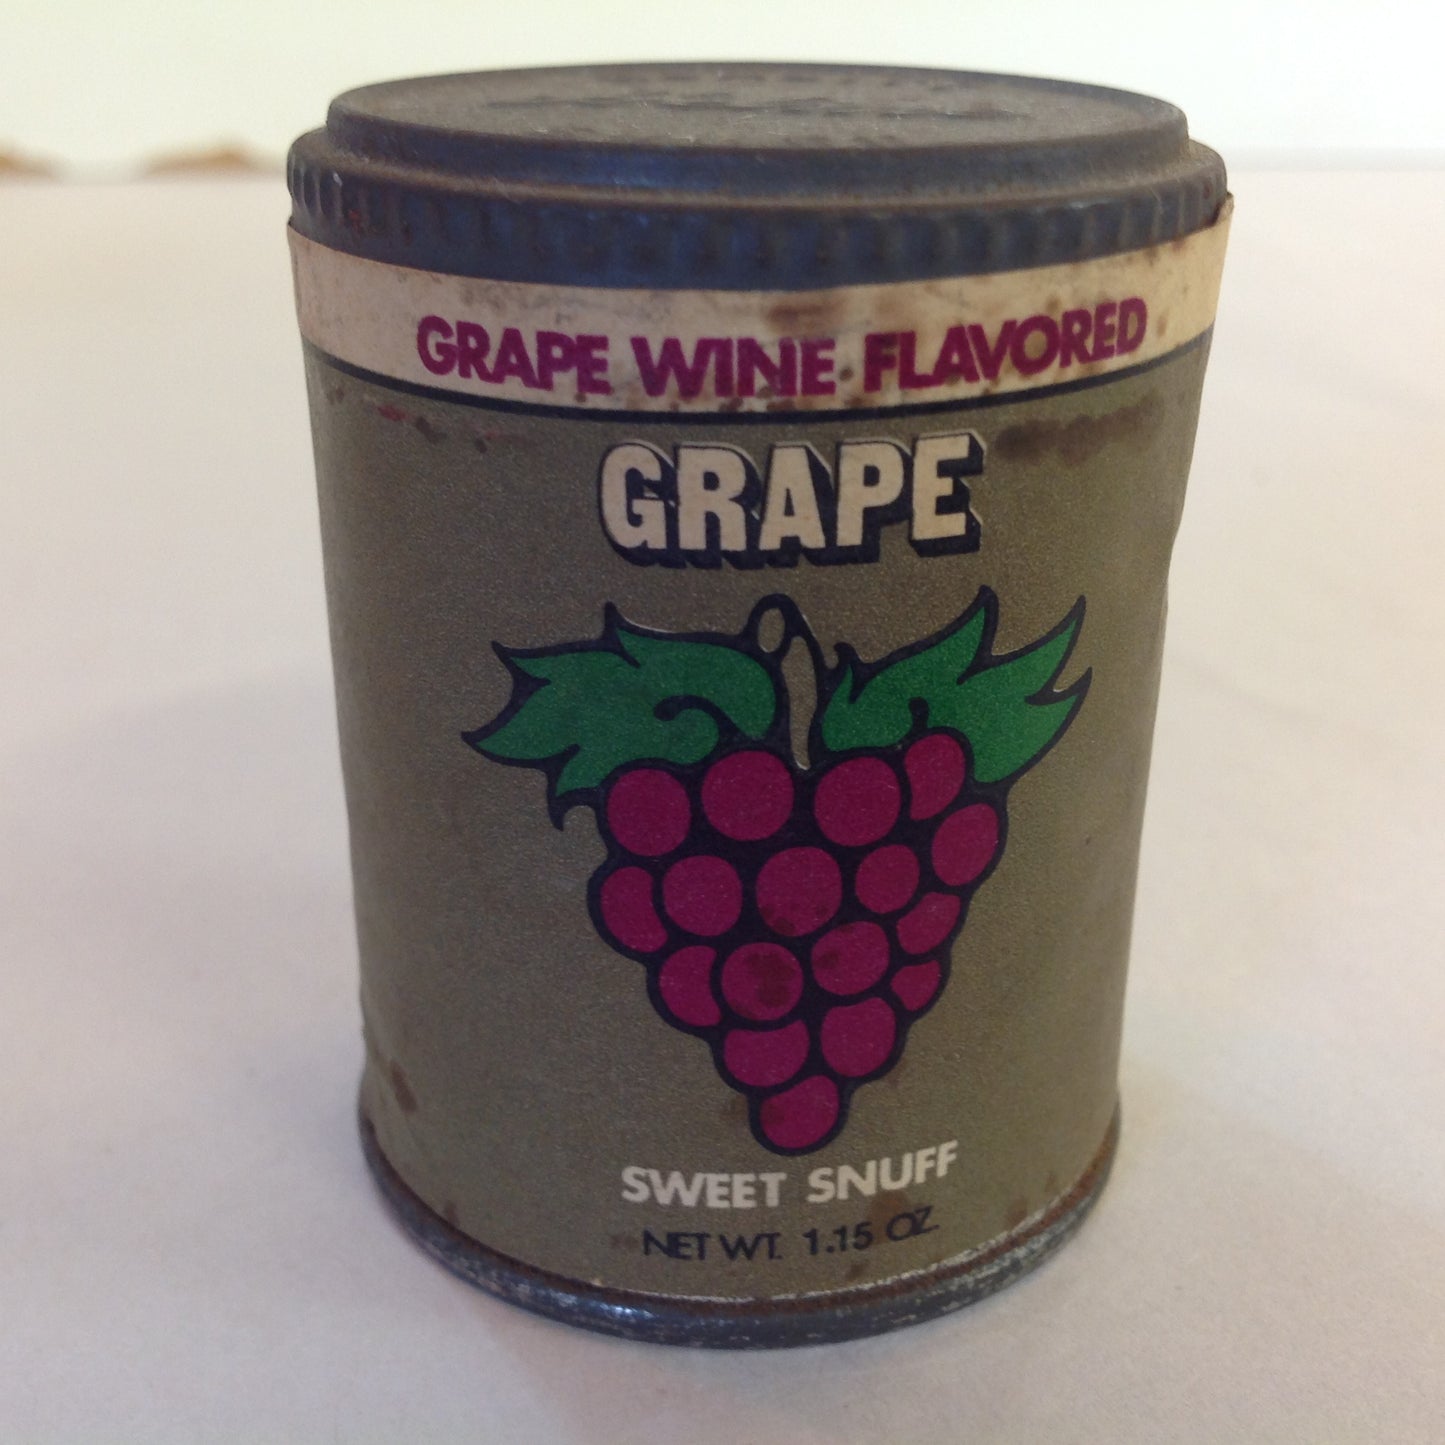 GRAPE WINE FLAVORED
GRAPE
SWEET SNUFF
NET WT. 1.15 OZ.